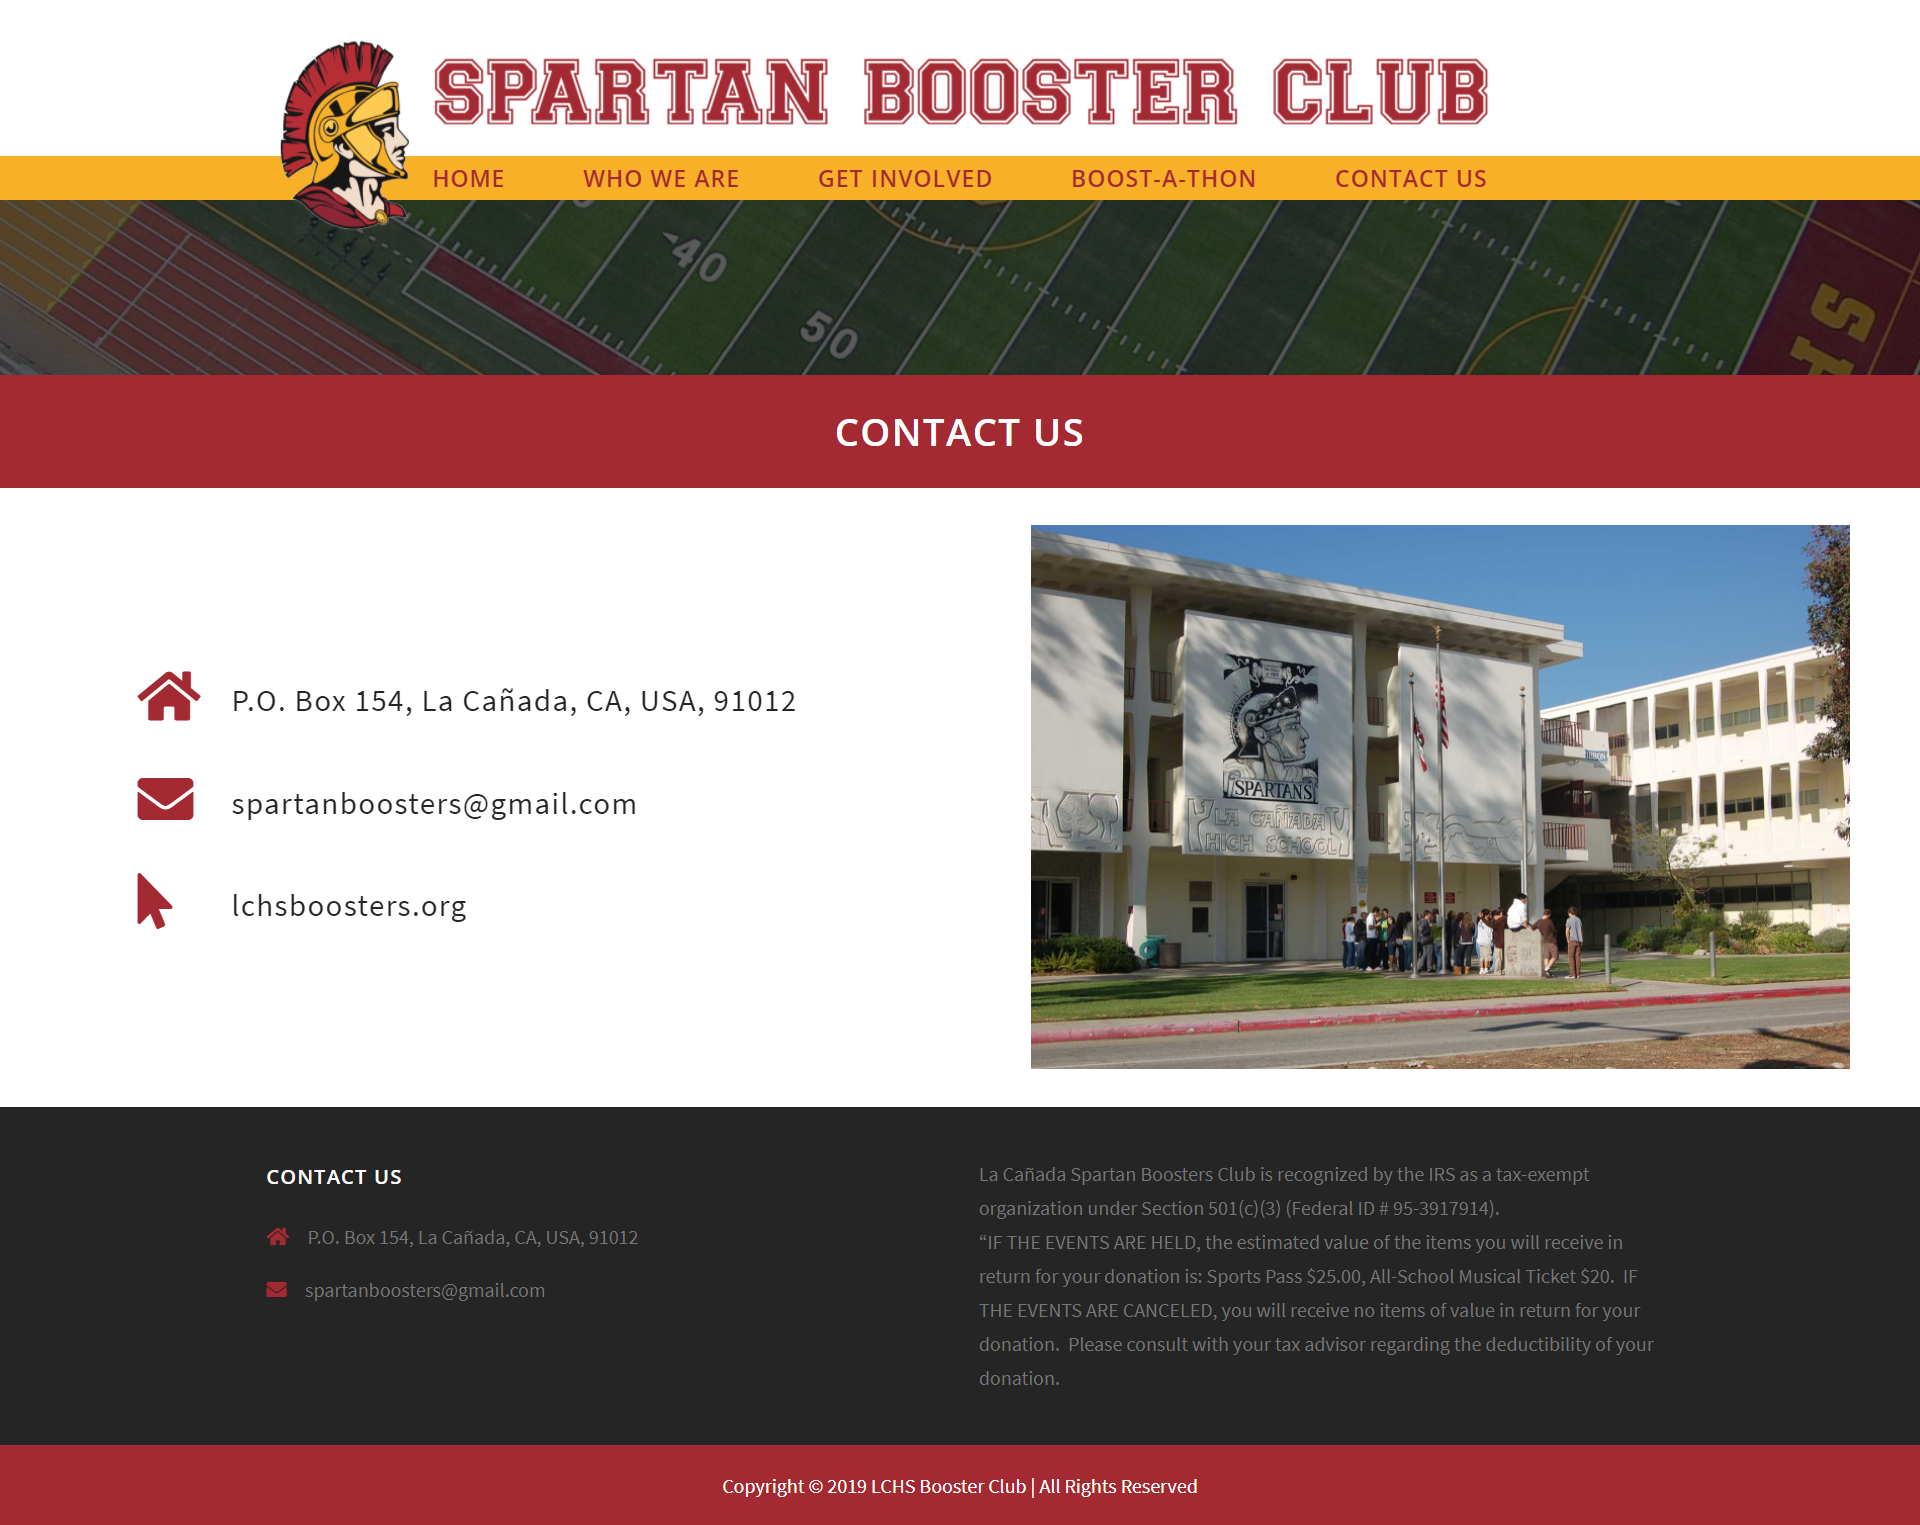 SPARTAN BOOSTER CLUB
HOME WHO WE ARE GET INVOLVED BOOST-A-THON CONTACT US
40
50
HS
CONTACT US
P.O. Box 154, La Cañada, CA, USA, 91012
spartanboosters@gmail.com
lchsboosters.org
SPARTANS
LA CAÑADA
HIGH SCHOOL
CONTACT US
P.O. Box 154, La Cañada, CA, USA, 91012
spartanboosters@gmail.com
La Cañada Spartan Boosters Club is recognized by the IRS as a tax-exempt
organization under Section 501(c)(3) (Federal ID # 95-3917914).
“IF THE EVENTS ARE HELD, the estimated value of the items you will receive in
return for your donation is: Sports Pass $25.00, All-School Musical Ticket $20.  IF
THE EVENTS ARE CANCELED, you will receive no items of value in return for your
donation.  Please consult with your tax advisor regarding the deductibility of your
donation.
Copyright © 2019 LCHS Booster Club | All Rights Reserved